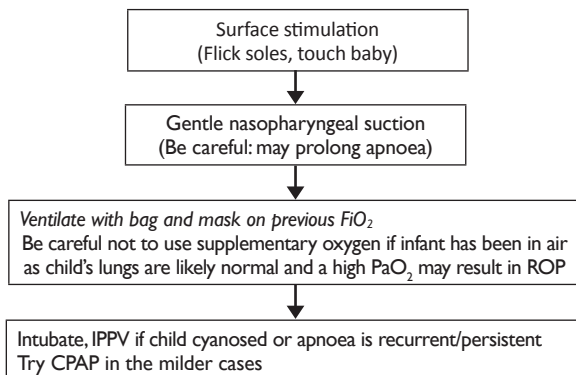 Surface stimulation
(Flick soles, touch baby)
Gentle nasopharyngeal suction
(Be careful: may prolong apnoea)
Ventilate with bag and mask on previous FiO₂
Be careful not to use supplementary oxygen if infant has been in air
as child's lungs are likely normal and a high PaO₂ may result in ROP
Intubate, IPPV if child cyanosed or apnoea is recurrent/persistent
Try CPAP in the milder cases